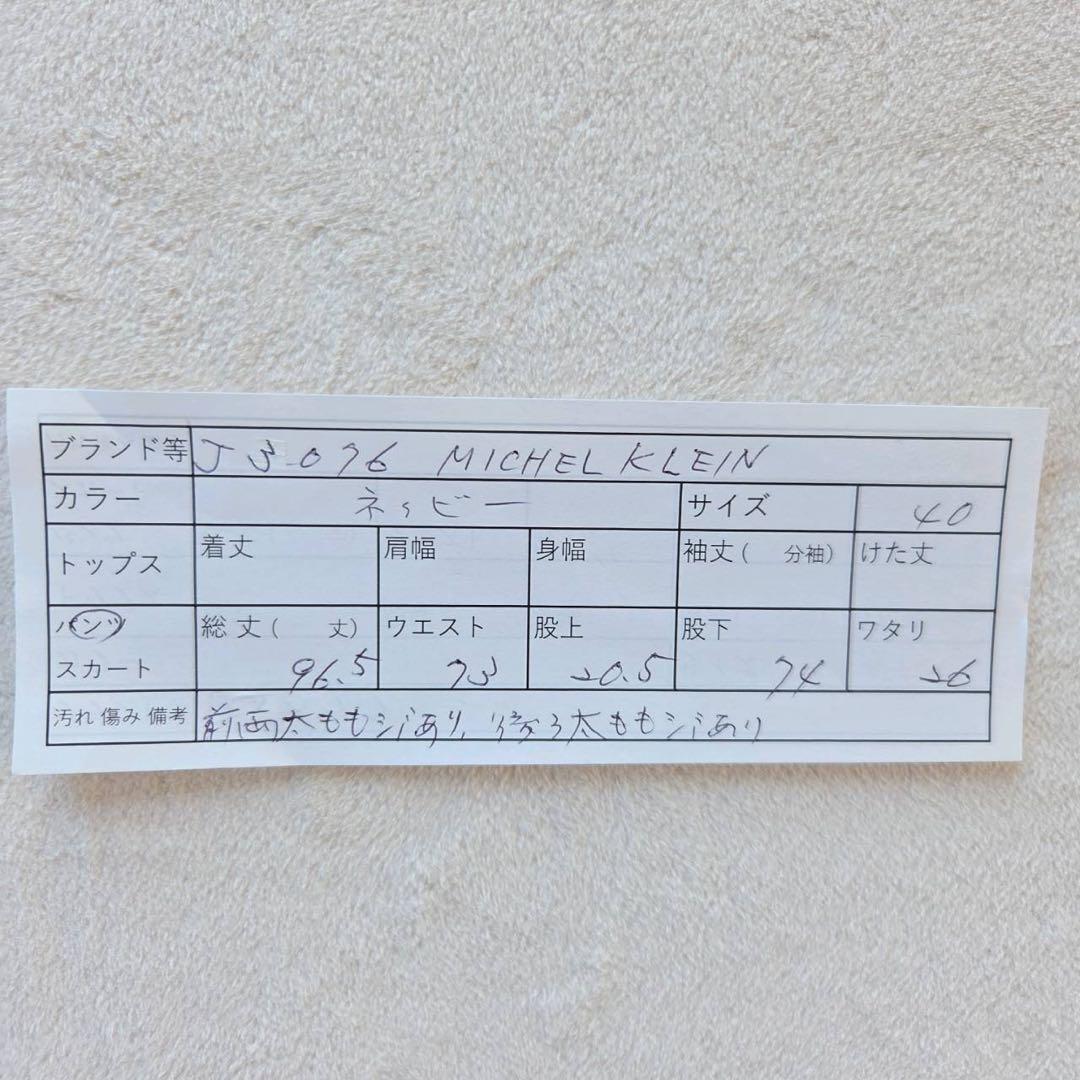 ブランド等 J3-076 MICHEL KLEIN
カラー ネイビー サイズ 40
トップス 着丈 肩幅 身幅 袖丈( 分袖) けた丈
パンツ 総丈( 丈) ウエスト 股上 股下 ワタリ
スカート 96.5 73 20.5 74 26
汚れ 傷み 備考 前両太ももシミあり、後ろ太ももシミあり